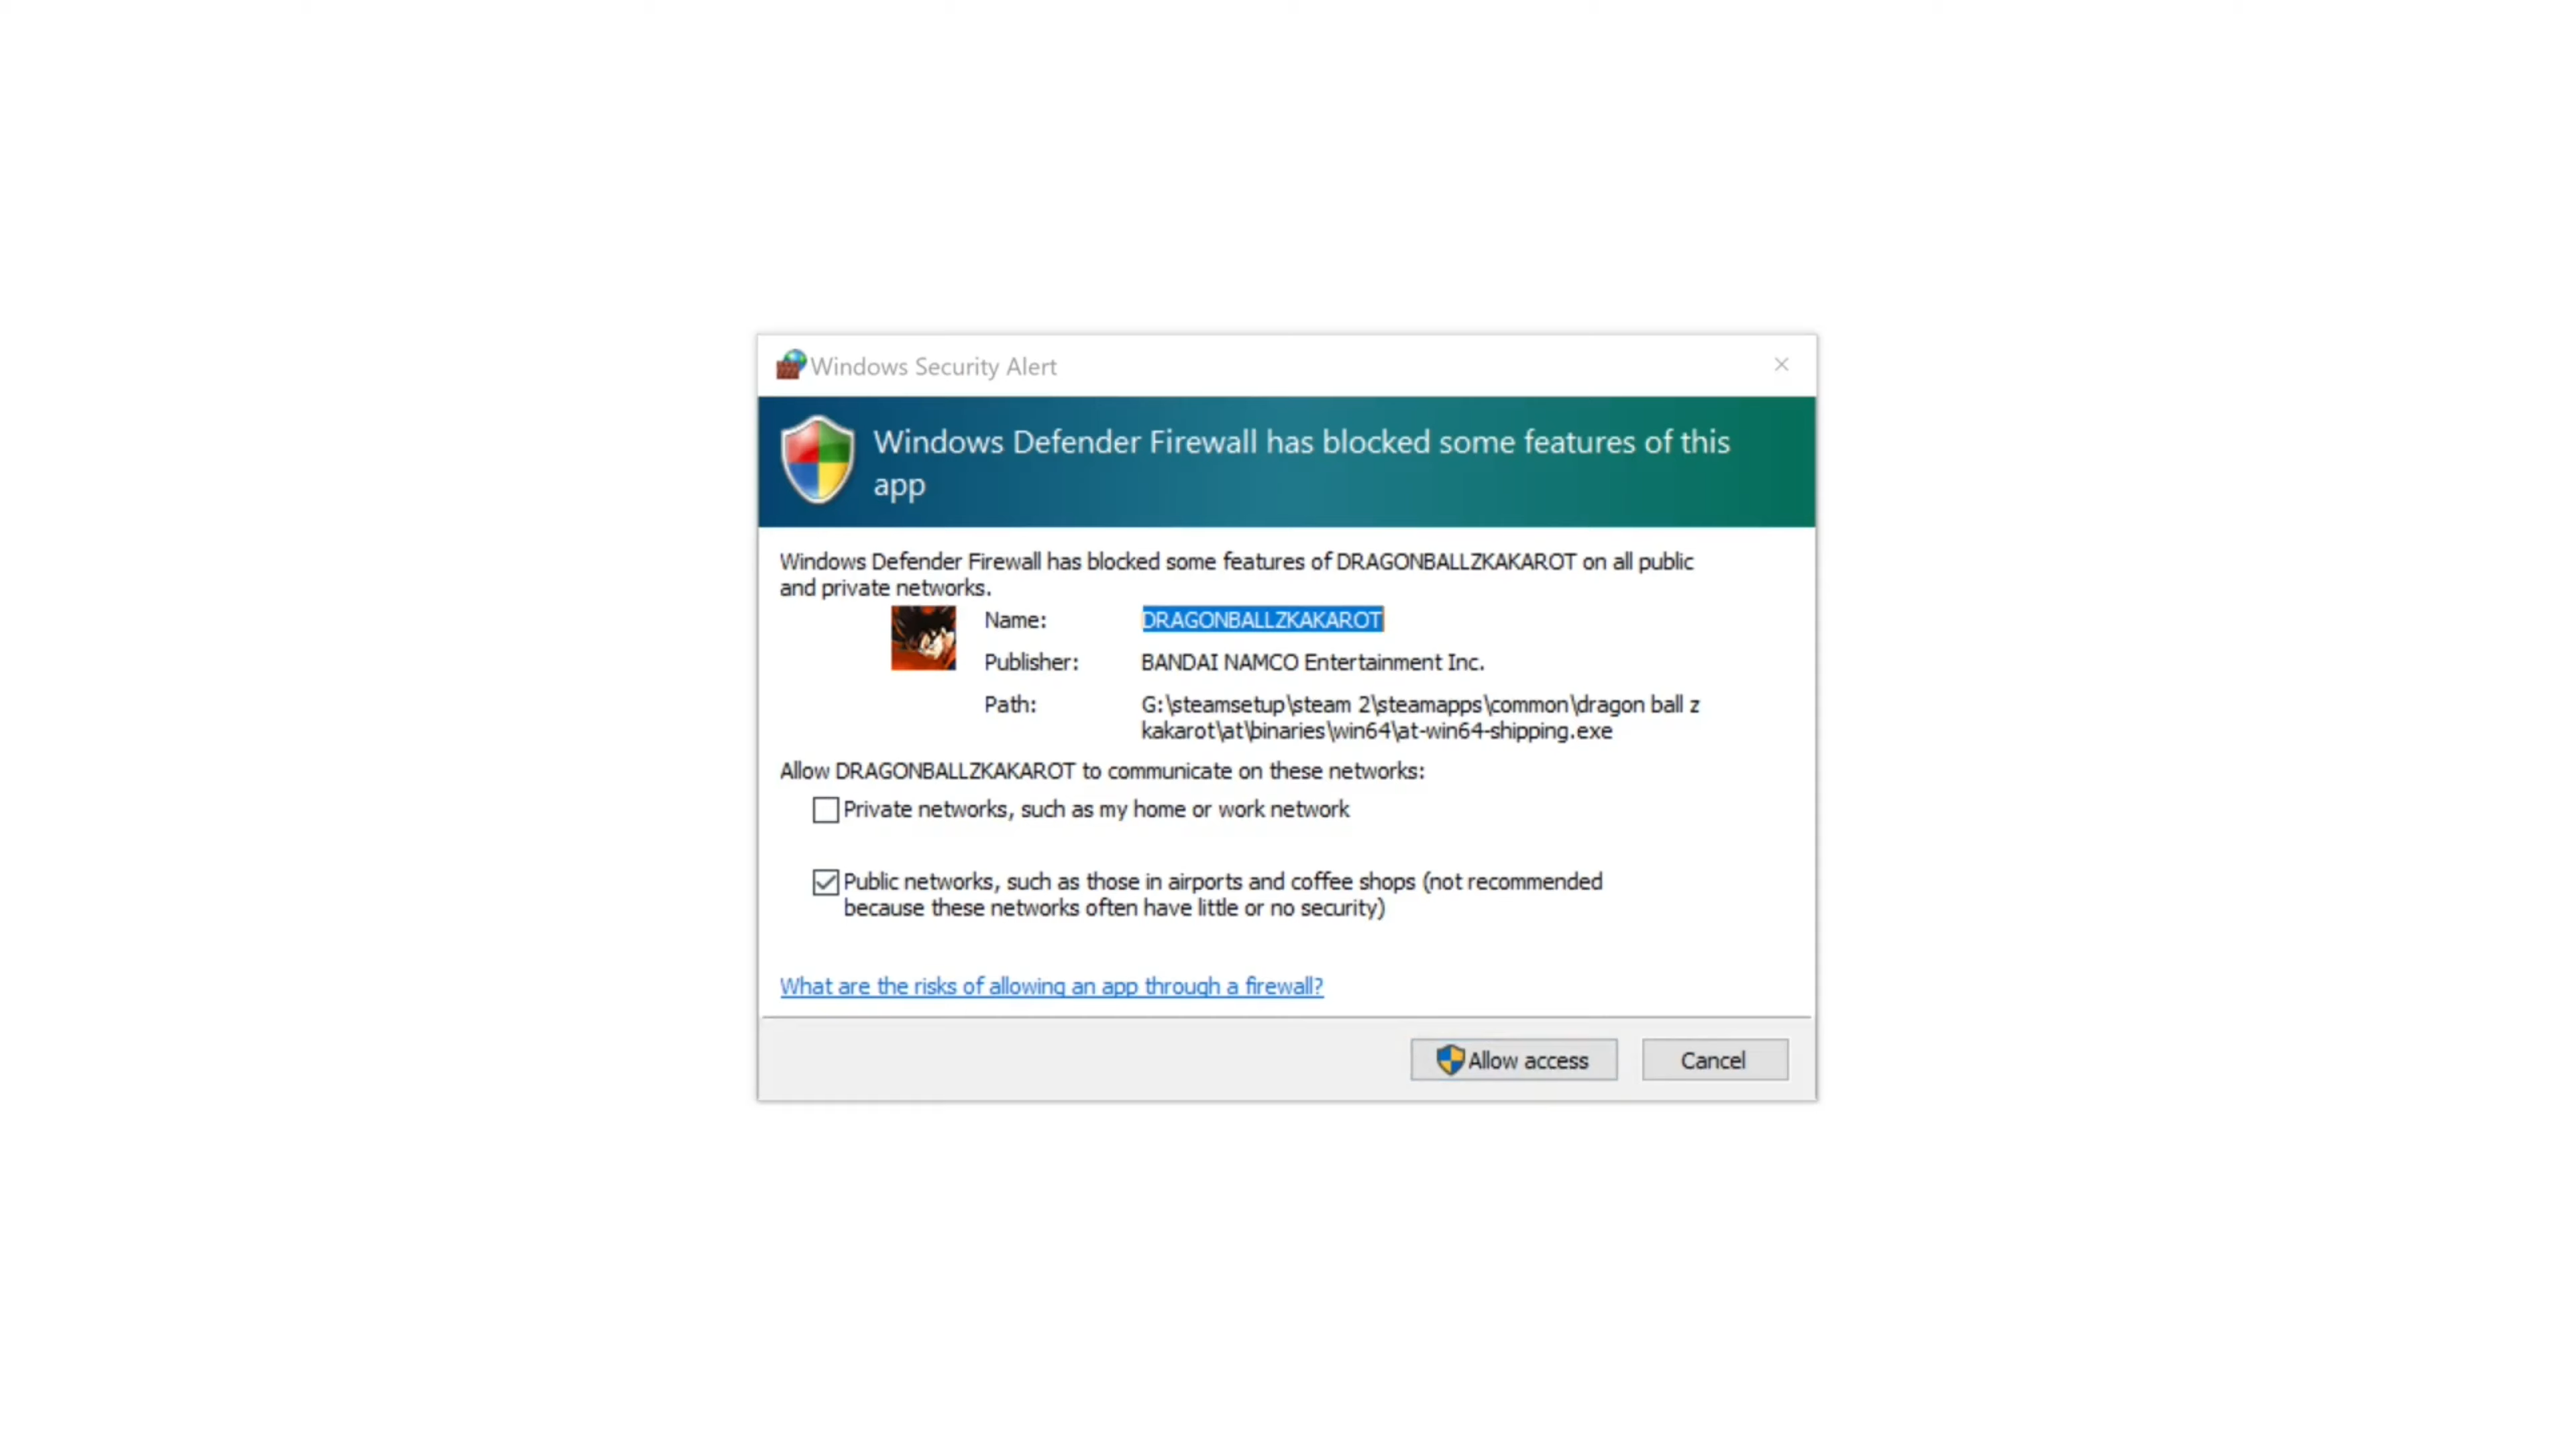 Windows Security Alert
Windows Defender Firewall has blocked some features of this
app
Windows Defender Firewall has blocked some features of DRAGONBALLZKAKAROT on all public
and private networks.
Name: DRAGONBALLZKAKAROT
Publisher: BANDAI NAMCO Entertainment Inc.
Path: G:\steamsetup\steam 2\steamapps\common\dragon ball z
kakarot\at\binaries\win64\at-win64-shipping.exe
Allow DRAGONBALLZKAKAROT to communicate on these networks:
Private networks, such as my home or work network
Public networks, such as those in airports and coffee shops (not recommended
because these networks often have little or no security)
What are the risks of allowing an app through a firewall?
Allow access Cancel